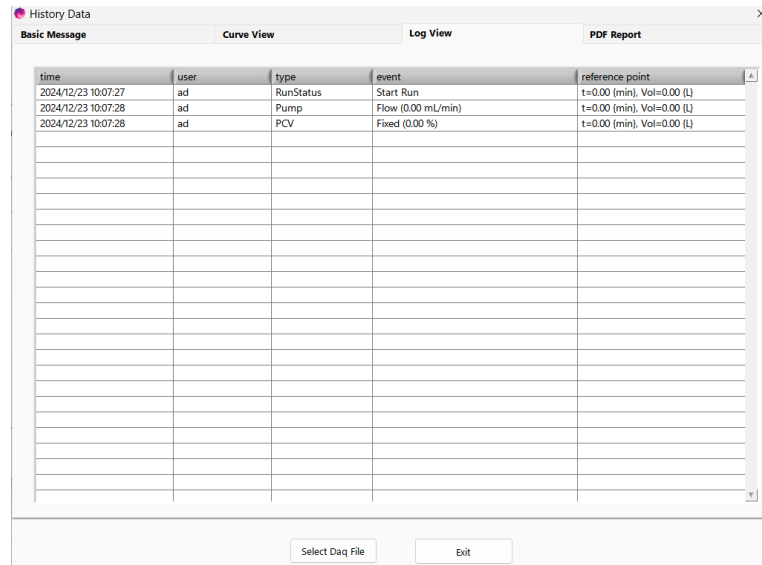 History Data
Basic Message Curve View Log View PDF Report
time user type event reference point
2024/12/23 10:07:27 ad RunStatus Start Run t=0.00 {min}, Vol=0.00 {L}
2024/12/23 10:07:28 ad Pump Flow (0.00 mL/min) t=0.00 {min}, Vol=0.00 {L}
2024/12/23 10:07:28 ad PCV Fixed (0.00 %) t=0.00 {min}, Vol=0.00 {L}
Select Daq File Exit